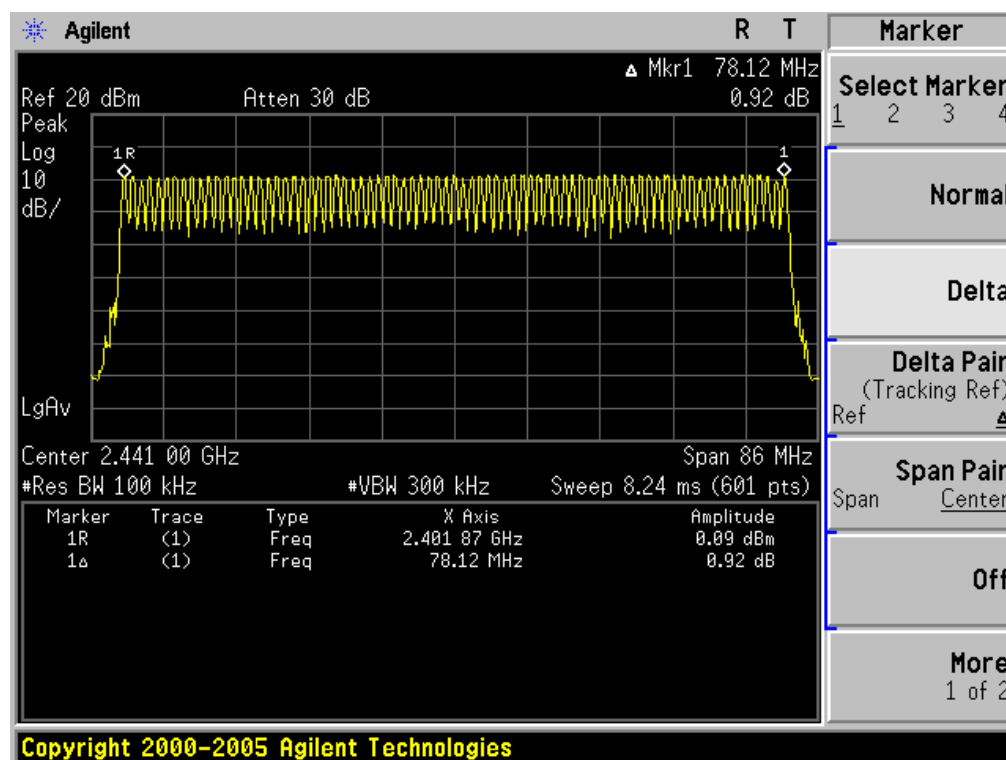 Agilent R T
Δ Mkr1 78.12 MHz
Ref 20 dBm Atten 30 dB 0.92 dB
Peak
Log
10
dB/
1R
1
LgAv
Center 2.441 00 GHz Span 86 MHz
#Res BW 100 kHz #VBW 300 kHz Sweep 8.24 ms (601 pts)
Marker Trace Type X Axis Amplitude
1R (1) Freq 2.401 87 GHz 0.09 dBm
1Δ (1) Freq 78.12 MHz 0.92 dB
Copyright 2000-2005 Agilent Technologies
Marker
Select Marker
1 2 3 4
Normal
Delta
Delta Pair
(Tracking Ref)
Ref Δ
Span Pair
Span Center
Off
More
1 of 2